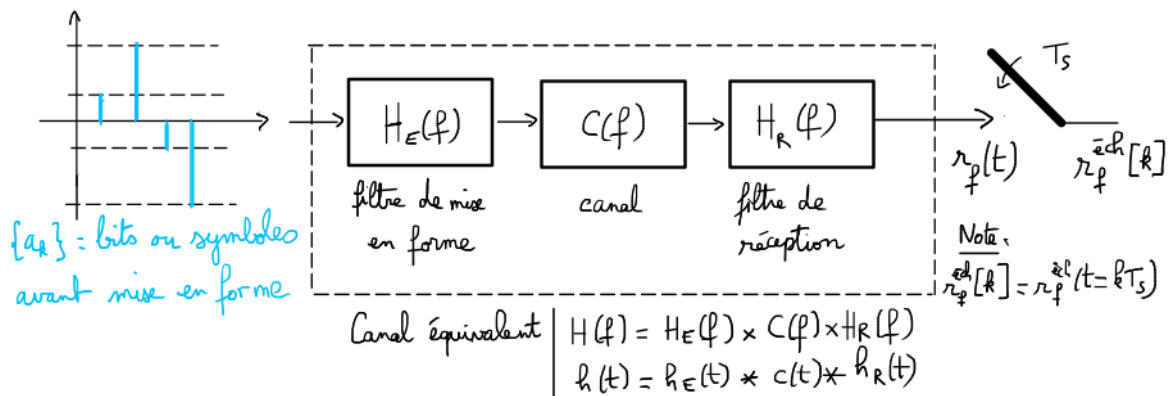 {a_k} = bits ou symboles
avant mise en forme
H_E(f)
filtre de mise
en forme
C(f)
canal
H_R(f)
filtre de
réception
T_s
r_f(t)
r_f^éch[k]
Note.
r_f^éch[k] = r_f^éch(t=kT_s)
Canal équivalent
H(f) = H_E(f) × C(f) × H_R(f)
h(t) = h_E(t) * c(t) * h_R(t)